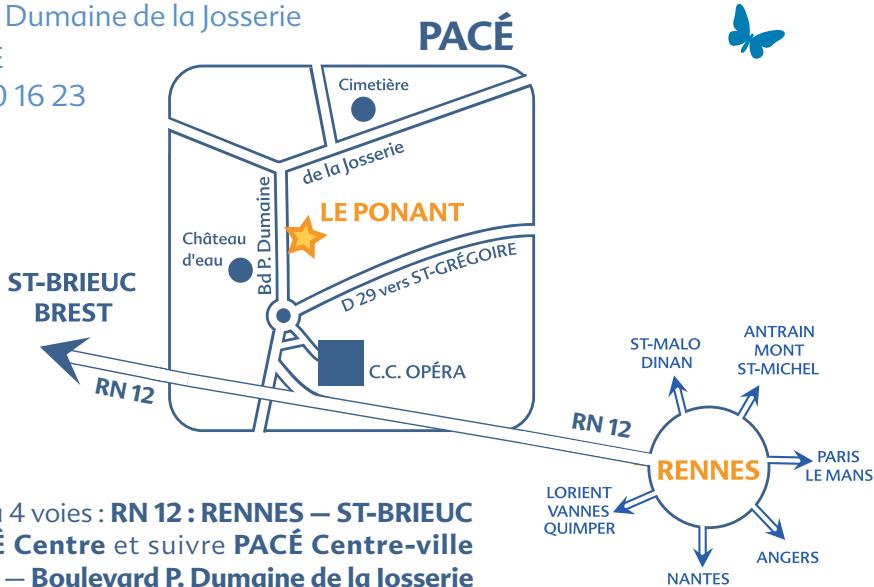 Dumaine de la Josserie
PACÉ
0 16 23
Cimetière
de la Josserie
Bd P. Dumaine
LE PONANT
Château
d'eau
D 29 vers ST-GRÉGOIRE
ST-BRIEUC
BREST
C.C. OPÉRA
RN 12
RN 12
ST-MALO
DINAN
ANTRAIN
MONT
ST-MICHEL
RENNES
PARIS
LE MANS
LORIENT
VANNES
QUIMPER
ANGERS
NANTES
4 voies : RN 12 : RENNES – ST-BRIEUC
Centre et suivre PACÉ Centre-ville
– Boulevard P. Dumaine de la Josserie